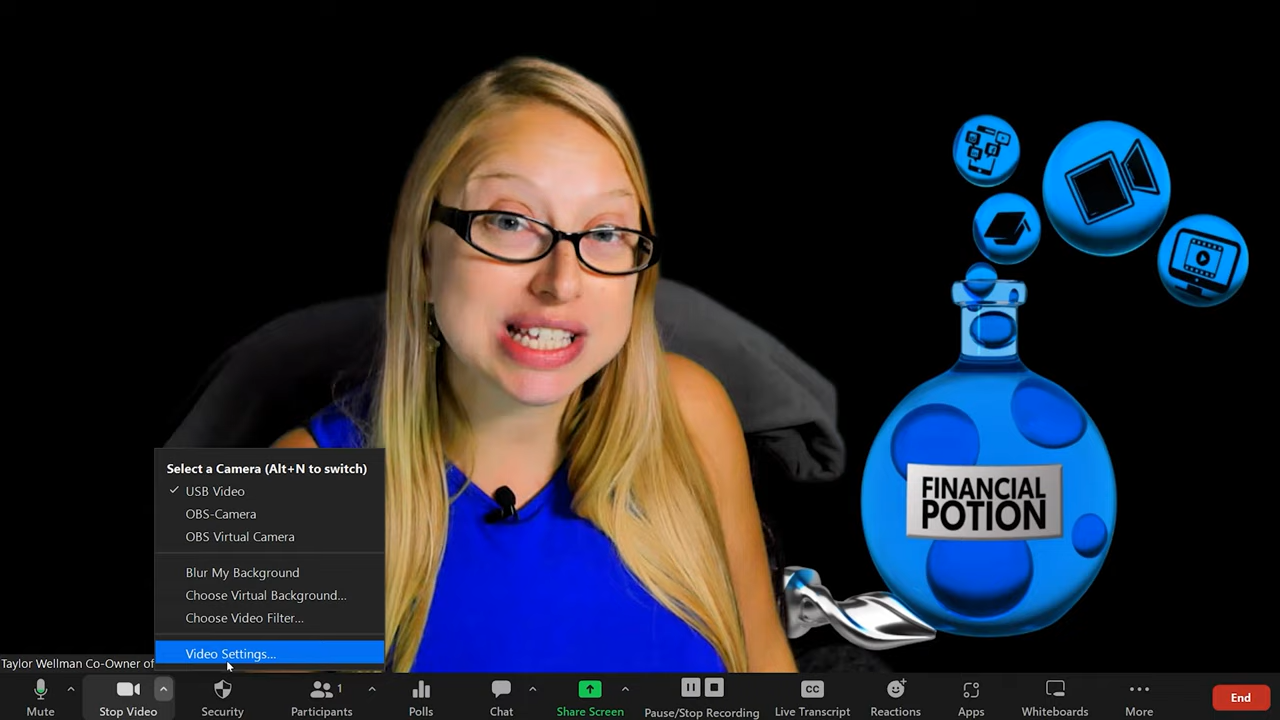 FINANCIAL
POTION
Select a Camera (Alt+N to switch)
USB Video
OBS-Camera
OBS Virtual Camera
Blur My Background
Choose Virtual Background...
Choose Video Filter...
Video Settings...
Taylor Wellman Co-Owner of
Mute
Stop Video
Security
Participants 1
Polls
Chat
Share Screen
Pause/Stop Recording
CC
Live Transcript
Reactions
Apps
Whiteboards
More
End